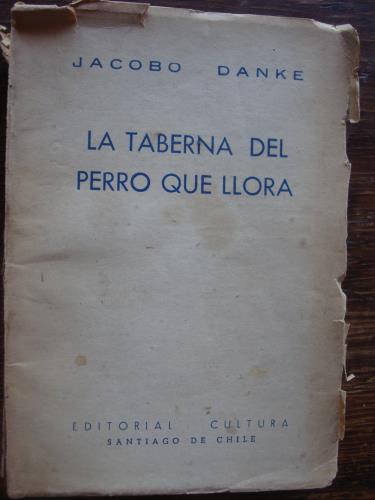 JACOBO DANKE
LA TABERNA DEL
PERRO QUE LLORA
EDITORIAL CULTURA
SANTIAGO DE CHILE